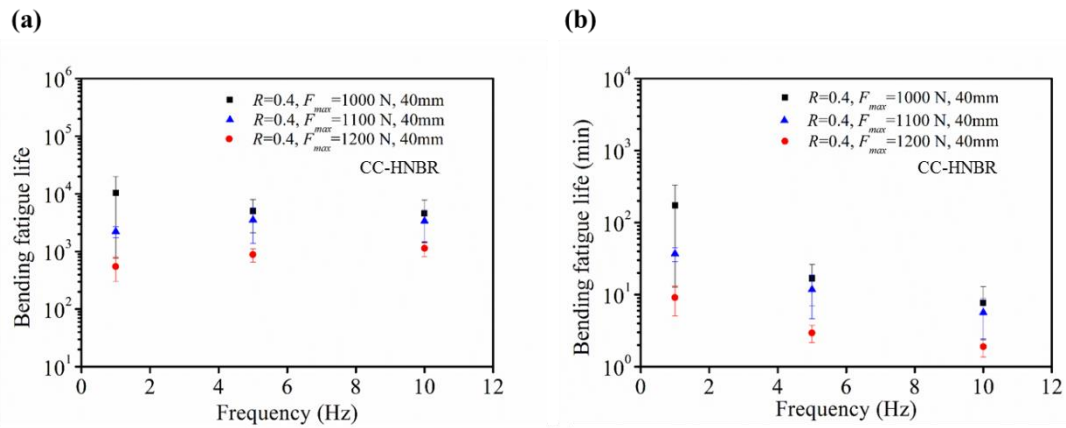 (a)
R=0.4, Fmax=1000 N, 40mm
R=0.4, Fmax=1100 N, 40mm
R=0.4, Fmax=1200 N, 40mm
CC-HNBR
Bending fatigue life
10^6
10^5
10^4
10^3
10^2
10^1
0 2 4 6 8 10 12
Frequency (Hz)
(b)
R=0.4, Fmax=1000 N, 40mm
R=0.4, Fmax=1100 N, 40mm
R=0.4, Fmax=1200 N, 40mm
CC-HNBR
Bending fatigue life (min)
10^4
10^3
10^2
10^1
10^0
0 2 4 6 8 10 12
Frequency (Hz)